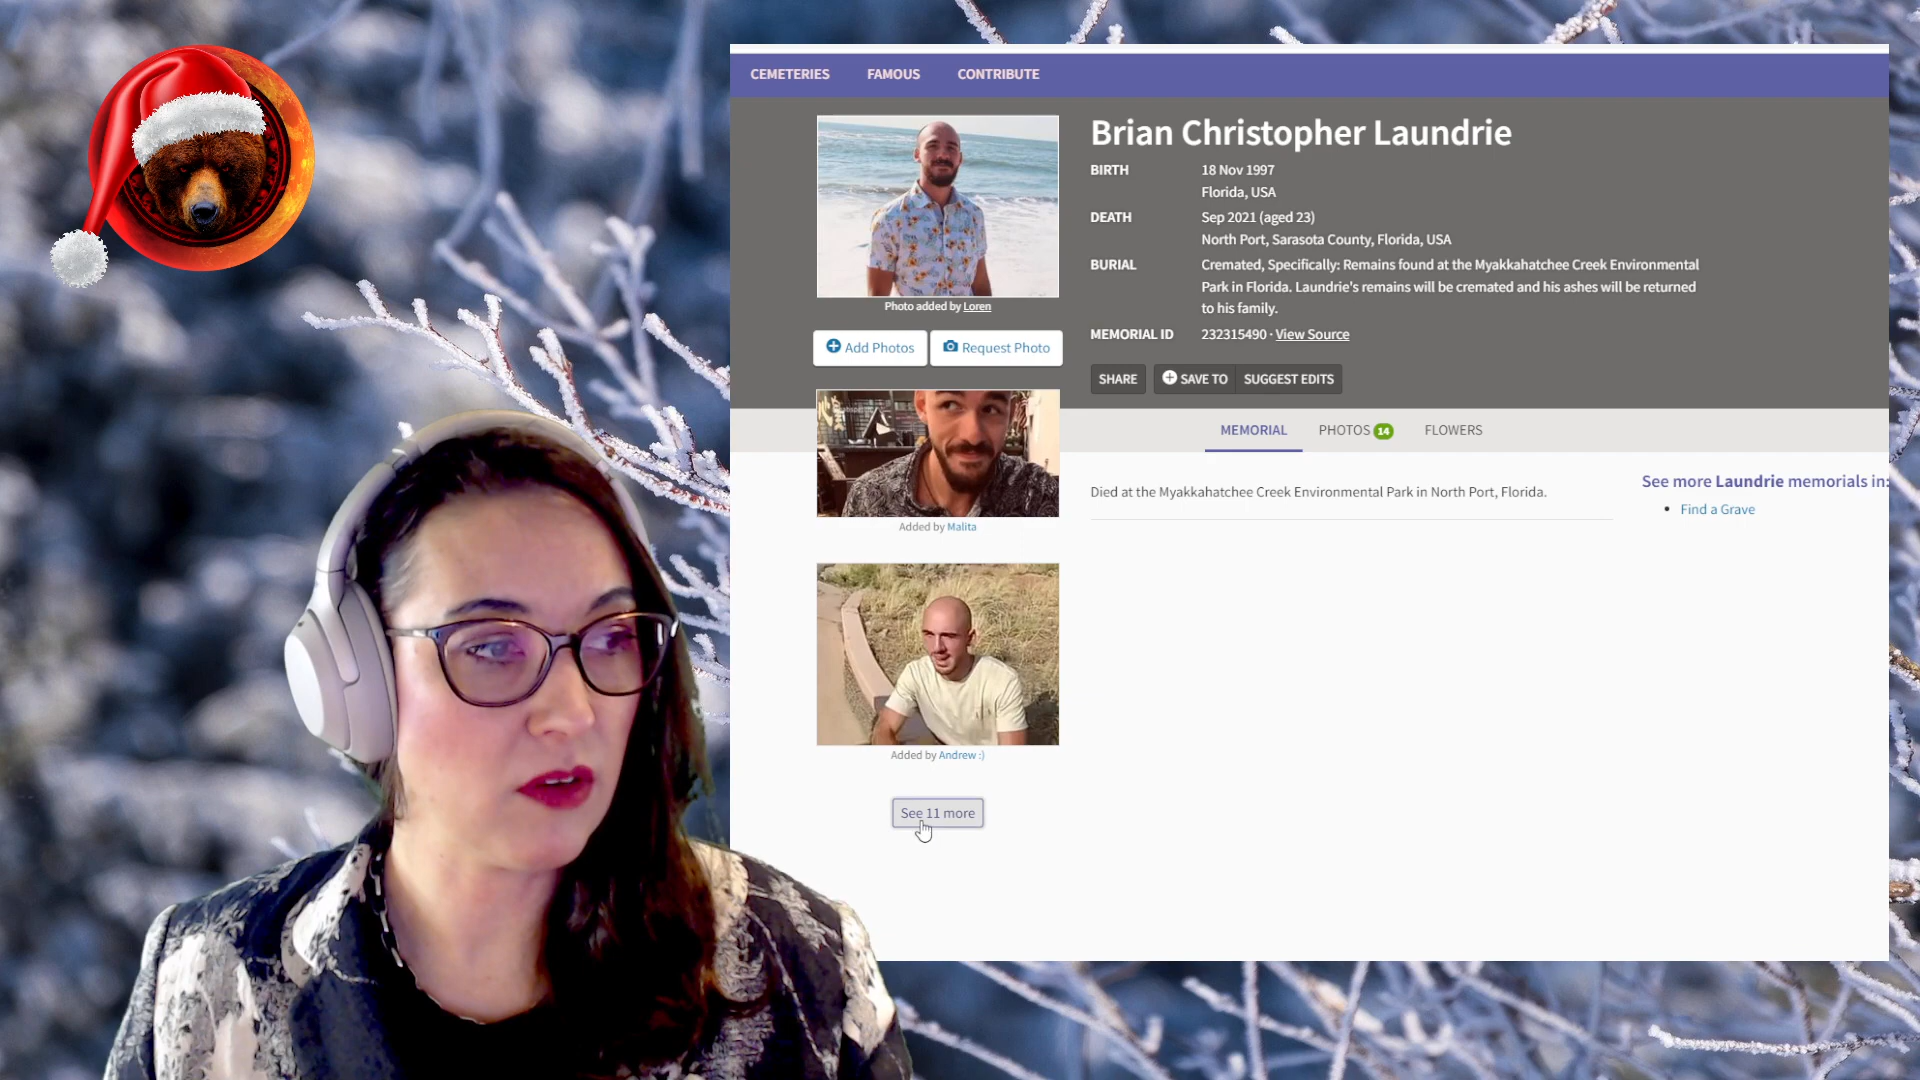 CEMETERIES FAMOUS CONTRIBUTE
Brian Christopher Laundrie
BIRTH 18 Nov 1997
Florida, USA
DEATH Sep 2021 (aged 23)
North Port, Sarasota County, Florida, USA
BURIAL Cremated, Specifically: Remains found at the Myakkahatchee Creek Environmental
Park in Florida. Laundrie's remains will be cremated and his ashes will be returned
to his family.
MEMORIAL ID 232315490 · View Source
Photo added by Loren
Add Photos Request Photo
SHARE SAVE TO SUGGEST EDITS
MEMORIAL PHOTOS 14 FLOWERS
Died at the Myakkahatchee Creek Environmental Park in North Port, Florida.
See more Laundrie memorials in:
• Find a Grave
Added by Malita
Added by Andrew :)
See 11 more